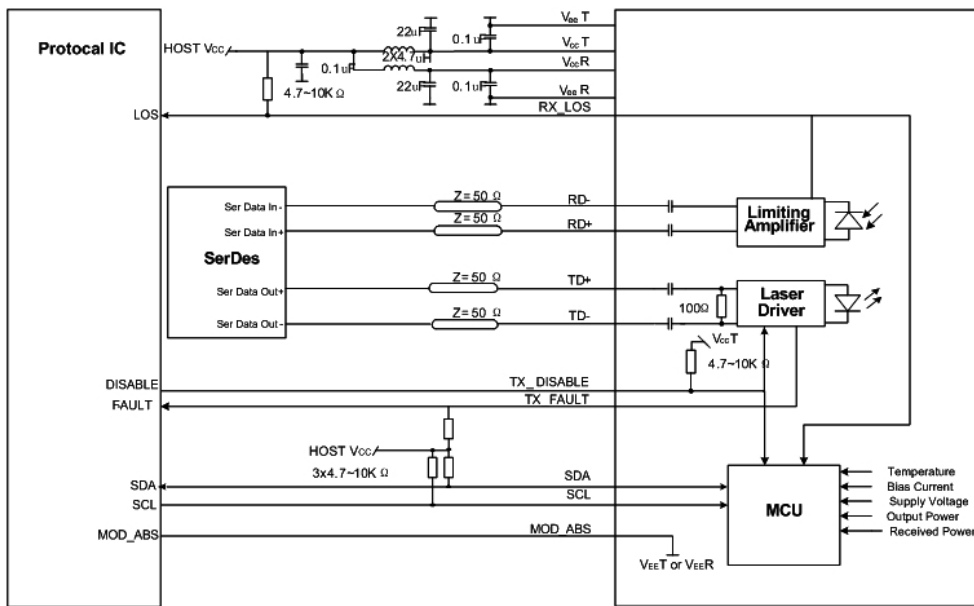 Protocal IC
HOST Vcc
22uF
0.1uF
VeeT
VccT
2X4.7uH
0.1uF
VccR
4.7~10K Ω
22uF
0.1uF
VeeR
LOS
RX_LOS
Z= 50 Ω
RD-
Ser Data In -
Z= 50 Ω
RD+
Ser Data In+
Limiting
Amplifier
SerDes
Z= 50 Ω
TD+
Ser Data Out+
Laser
Driver
100Ω
Z= 50 Ω
TD-
Ser Data Out-
VccT
4.7~10K Ω
DISABLE
TX_DISABLE
FAULT
TX_FAULT
HOST Vcc
3x4.7~10K Ω
SDA
SDA
SCL
SCL
MCU
Temperature
Bias Current
Supply Voltage
Output Power
Received Power
MOD_ABS
MOD_ABS
VEET or VEER